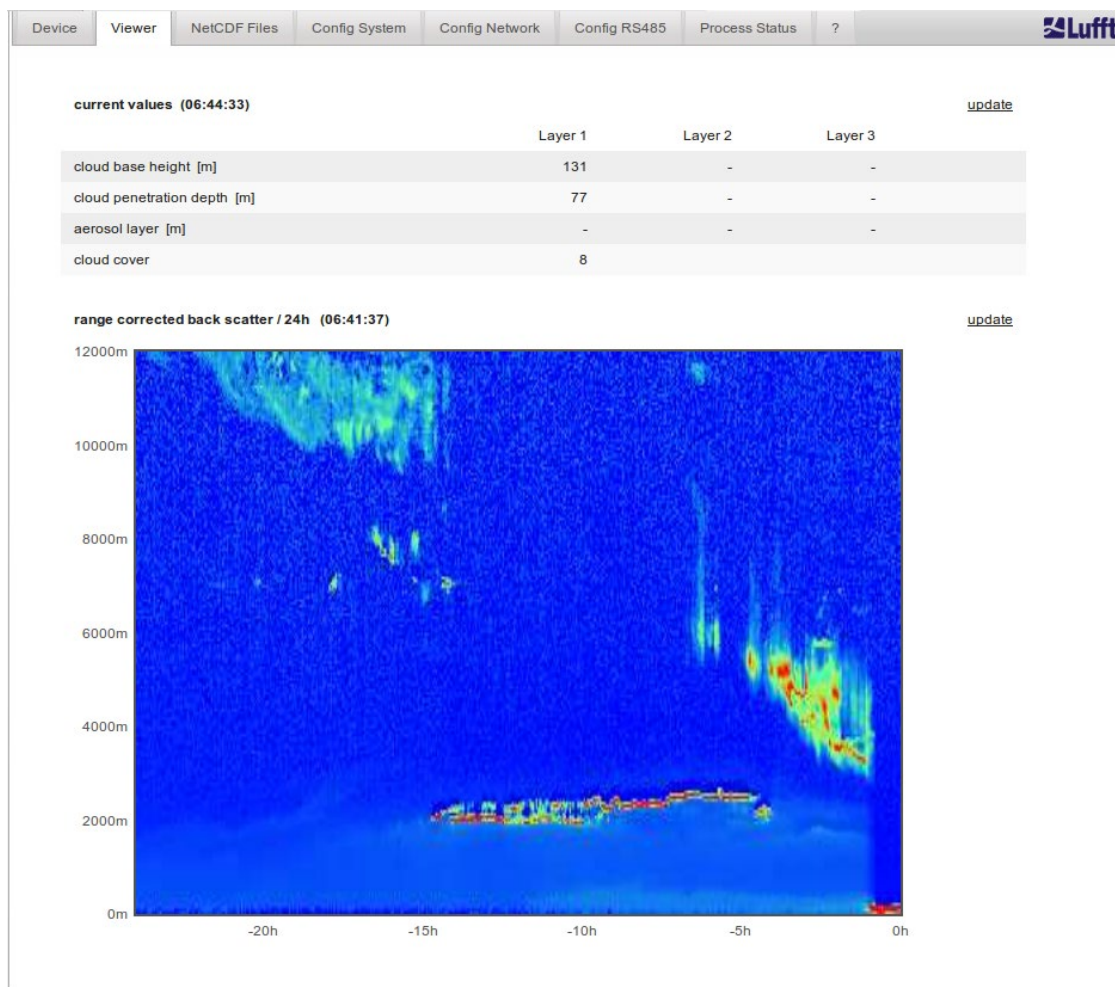 Device Viewer NetCDF Files Config System Config Network Config RS485 Process Status ? Lufft
current values (06:44:33) update
Layer 1 Layer 2 Layer 3
cloud base height [m] 131 - -
cloud penetration depth [m] 77 - -
aerosol layer [m] - - -
cloud cover 8
range corrected back scatter / 24h (06:41:37) update
12000m
10000m
8000m
6000m
4000m
2000m
0m
-20h -15h -10h -5h 0h